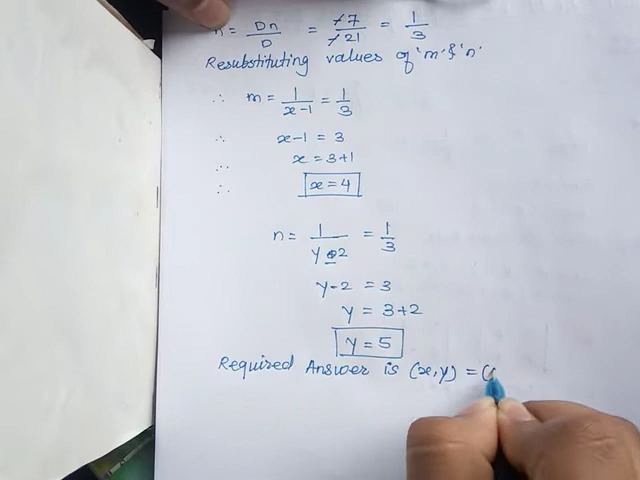 n = Dn/D = -7/-21 = 1/3
Resubstituting values of 'm' & 'n'.
∴ m = 1/x-1 = 1/3
∴ x-1 = 3
∴ x = 3+1
∴ x = 4
n = 1/y-2 = 1/3
y-2 = 3
y = 3+2
y = 5
Required Answer is (x,y) = (